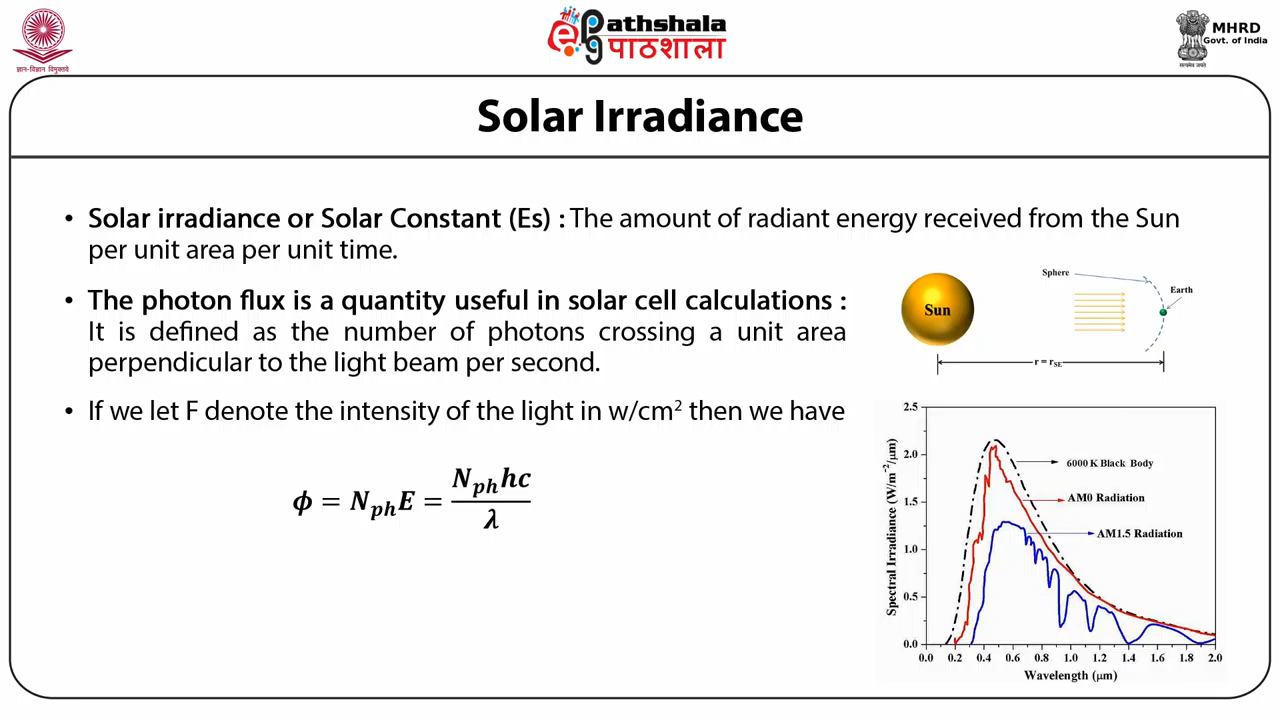 ज्ञान-विज्ञान विमुक्तये
e
P
g
athshala
पाठशाला
MHRD
Govt. of India
सत्यमेव जयते
Solar Irradiance
• Solar irradiance or Solar Constant (Es) : The amount of radiant energy received from the Sun
per unit area per unit time.
• The photon flux is a quantity useful in solar cell calculations :
It is defined as the number of photons crossing a unit area
perpendicular to the light beam per second.
• If we let F denote the intensity of the light in w/cm² then we have
ϕ = N_ph E = N_ph hc / λ
Sphere
Earth
Sun
r = r_SE
2.5
2.0
1.5
1.0
0.5
0.0
Spectral Irradiance (W/m⁻²/μm)
6000 K Black Body
AM0 Radiation
AM1.5 Radiation
0.0 0.2 0.4 0.6 0.8 1.0 1.2 1.4 1.6 1.8 2.0
Wavelength (μm)